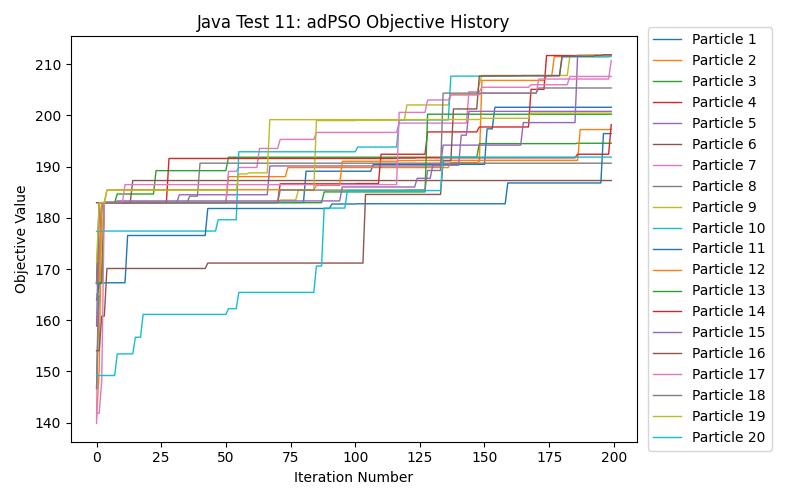 Java Test 11: adPSO Objective History
Objective Value
210
200
190
180
170
160
150
140
0 25 50 75 100 125 150 175 200
Iteration Number
Particle 1
Particle 2
Particle 3
Particle 4
Particle 5
Particle 6
Particle 7
Particle 8
Particle 9
Particle 10
Particle 11
Particle 12
Particle 13
Particle 14
Particle 15
Particle 16
Particle 17
Particle 18
Particle 19
Particle 20